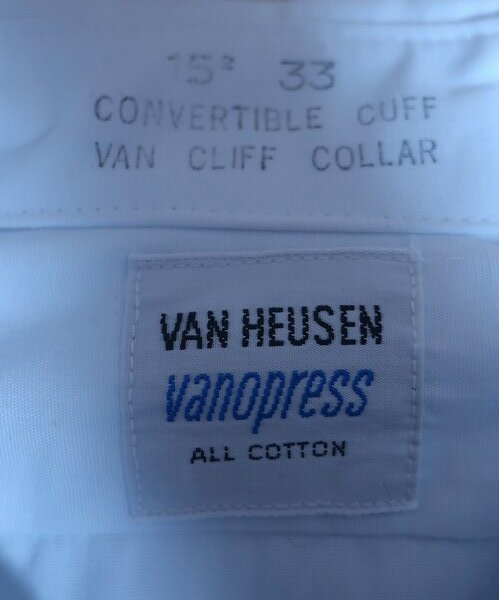 15² 33
CONVERTIBLE CUFF
VAN CLIFF COLLAR
VAN HEUSEN
vanopress
ALL COTTON